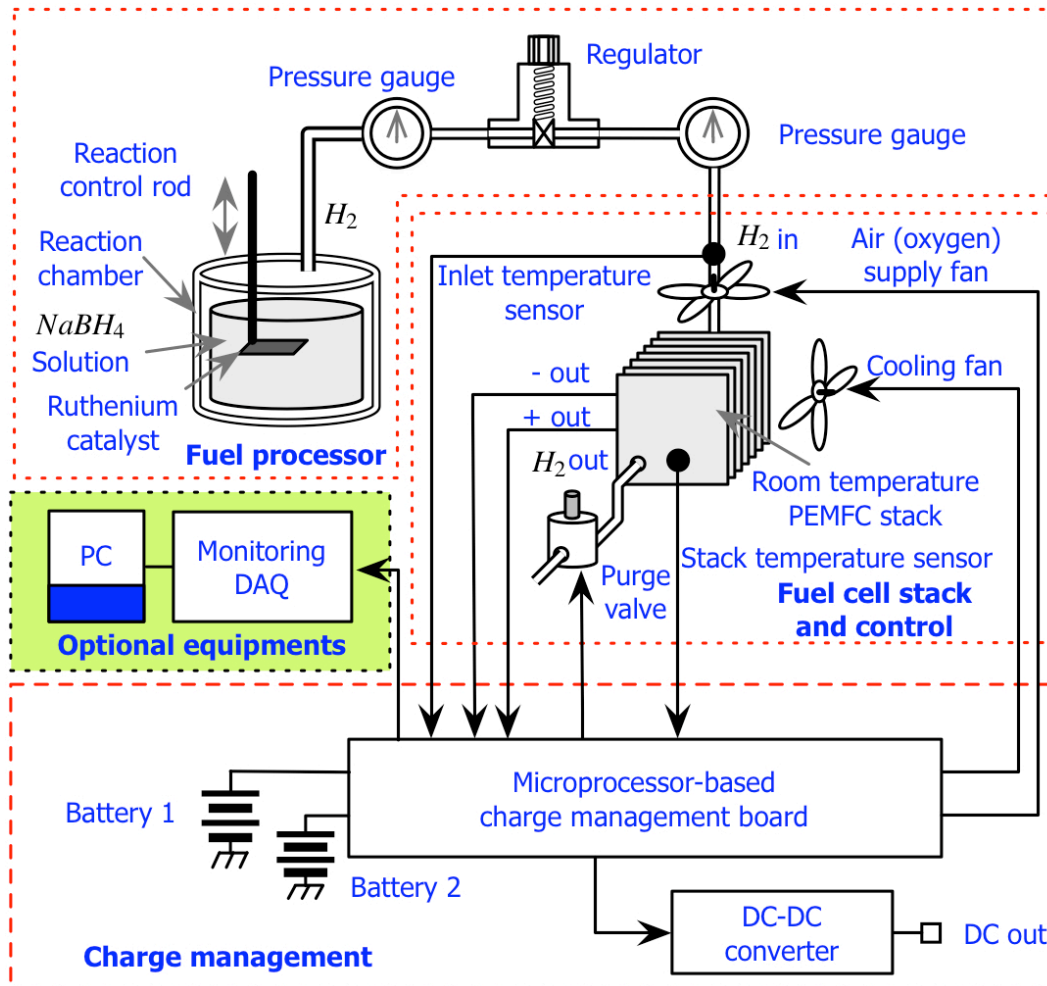 Regulator
Pressure gauge
Pressure gauge
Reaction
control rod
H2
Reaction
chamber
H2 in
Air (oxygen)
supply fan
Inlet temperature
sensor
NaBH4
Solution
Ruthenium
catalyst
Fuel processor
- out
+ out
H2 out
Cooling fan
Room temperature
PEMFC stack
Purge
valve
Stack temperature sensor
Fuel cell stack
and control
PC
Monitoring
DAQ
Optional equipments
Microprocessor-based
charge management board
Battery 1
Battery 2
DC-DC
converter
DC out
Charge management